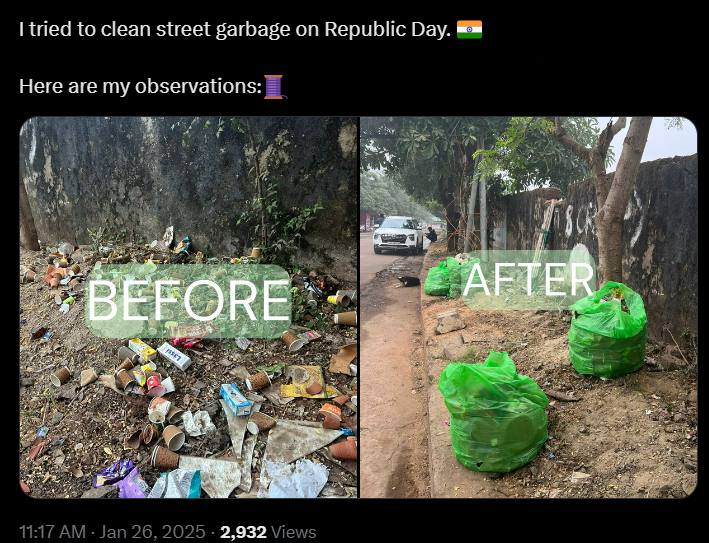 I tried to clean street garbage on Republic Day. 🇮🇳
Here are my observations:🧵
BEFORE
AFTER
11:17 AM · Jan 26, 2025 · 2,932 Views